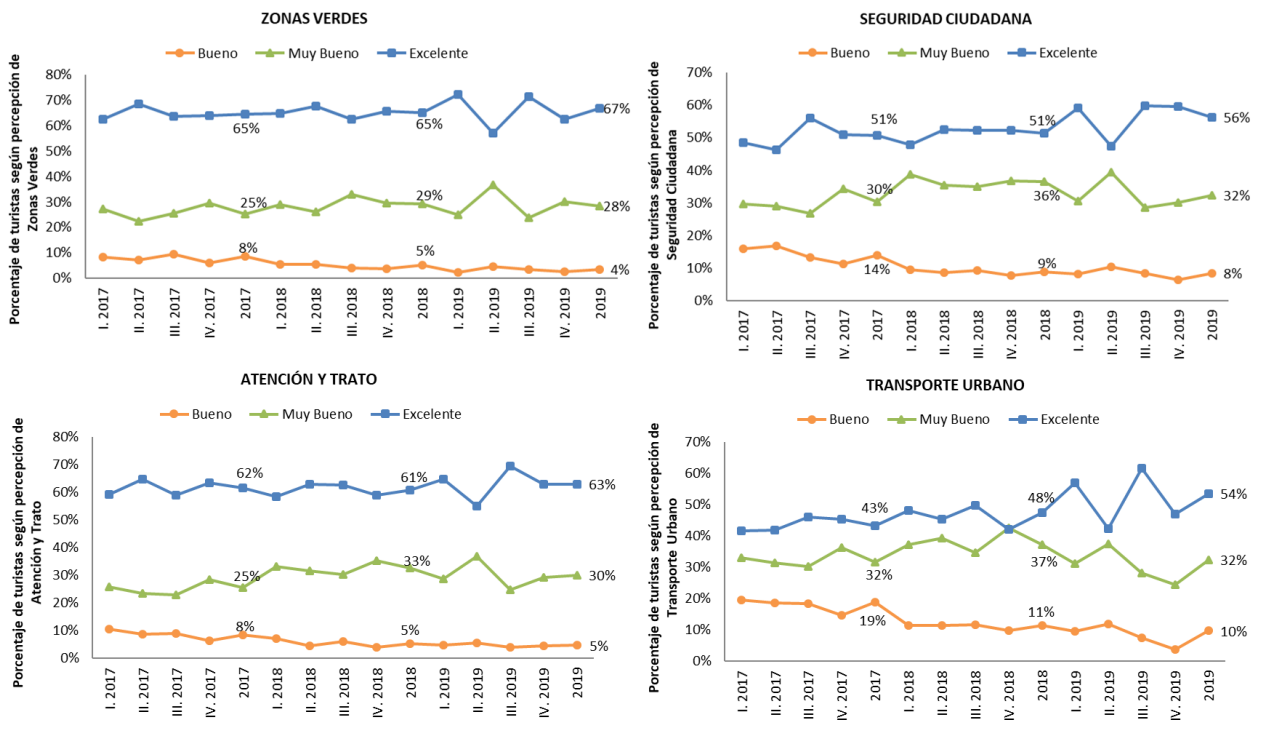 ZONAS VERDES
Bueno Muy Bueno Excelente
Porcentaje de turistas según percepción de
Zonas Verdes
80%
70%
60%
50%
40%
30%
20%
10%
0%
65%
65%
67%
25%
29%
28%
8%
5%
4%
I. 2017
II. 2017
III. 2017
IV. 2017
2017
I. 2018
II. 2018
III. 2018
IV. 2018
2018
I. 2019
II. 2019
III. 2019
IV. 2019
2019
SEGURIDAD CIUDADANA
Bueno Muy Bueno Excelente
Porcentaje de turistas según percepción de
Seguridad Ciudadana
70%
60%
50%
40%
30%
20%
10%
0%
51%
51%
56%
30%
36%
32%
14%
9%
8%
I. 2017
II. 2017
III. 2017
IV. 2017
2017
I. 2018
II. 2018
III. 2018
IV. 2018
2018
I. 2019
II. 2019
III. 2019
IV. 2019
2019
ATENCIÓN Y TRATO
Bueno Muy Bueno Excelente
Porcentaje de turistas según percepción de
Atención y Trato
80%
70%
60%
50%
40%
30%
20%
10%
0%
62%
61%
63%
25%
33%
30%
8%
5%
5%
I. 2017
II. 2017
III. 2017
IV. 2017
2017
I. 2018
II. 2018
III. 2018
IV. 2018
2018
I. 2019
II. 2019
III. 2019
IV. 2019
2019
TRANSPORTE URBANO
Bueno Muy Bueno Excelente
Porcentaje de turistas según percepción de
Transporte Urbano
70%
60%
50%
40%
30%
20%
10%
0%
43%
48%
54%
32%
37%
32%
19%
11%
10%
I. 2017
II. 2017
III. 2017
IV. 2017
2017
I. 2018
II. 2018
III. 2018
IV. 2018
2018
I. 2019
II. 2019
III. 2019
IV. 2019
2019